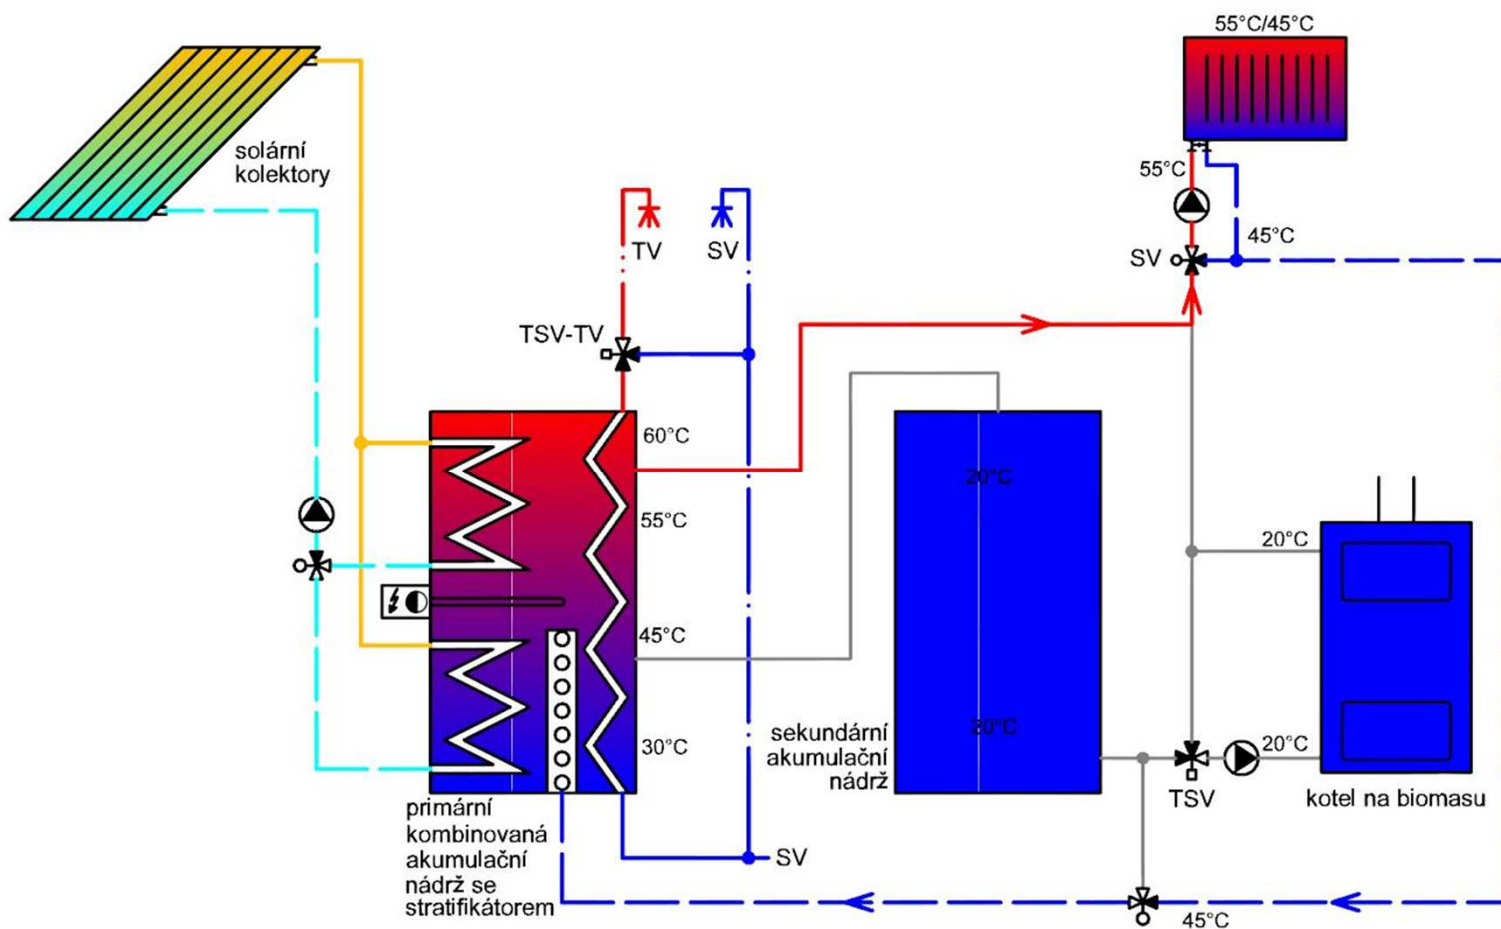 55°C/45°C
solární
kolektory
55°C
TV
SV
SV
45°C
TSV-TV
60°C
20°C
55°C
20°C
45°C
30°C
sekundární
akumulační
nádrž
20°C
20°C
TSV
kotel na biomasu
primární
kombinovaná
akumulační
nádrž se
stratifikátorem
SV
45°C